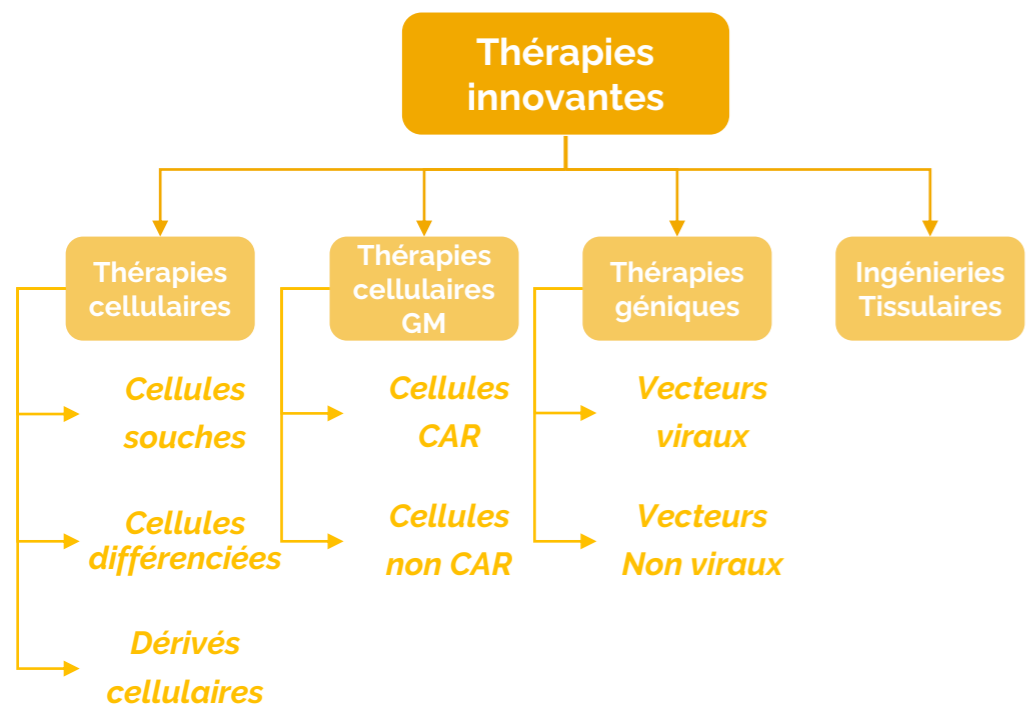 Thérapies
innovantes
Thérapies
cellulaires
Thérapies
cellulaires
GM
Thérapies
géniques
Ingénieries
Tissulaires
Cellules
souches
Cellules
différenciées
Dérivés
cellulaires
Cellules
CAR
Cellules
non CAR
Vecteurs
viraux
Vecteurs
Non viraux